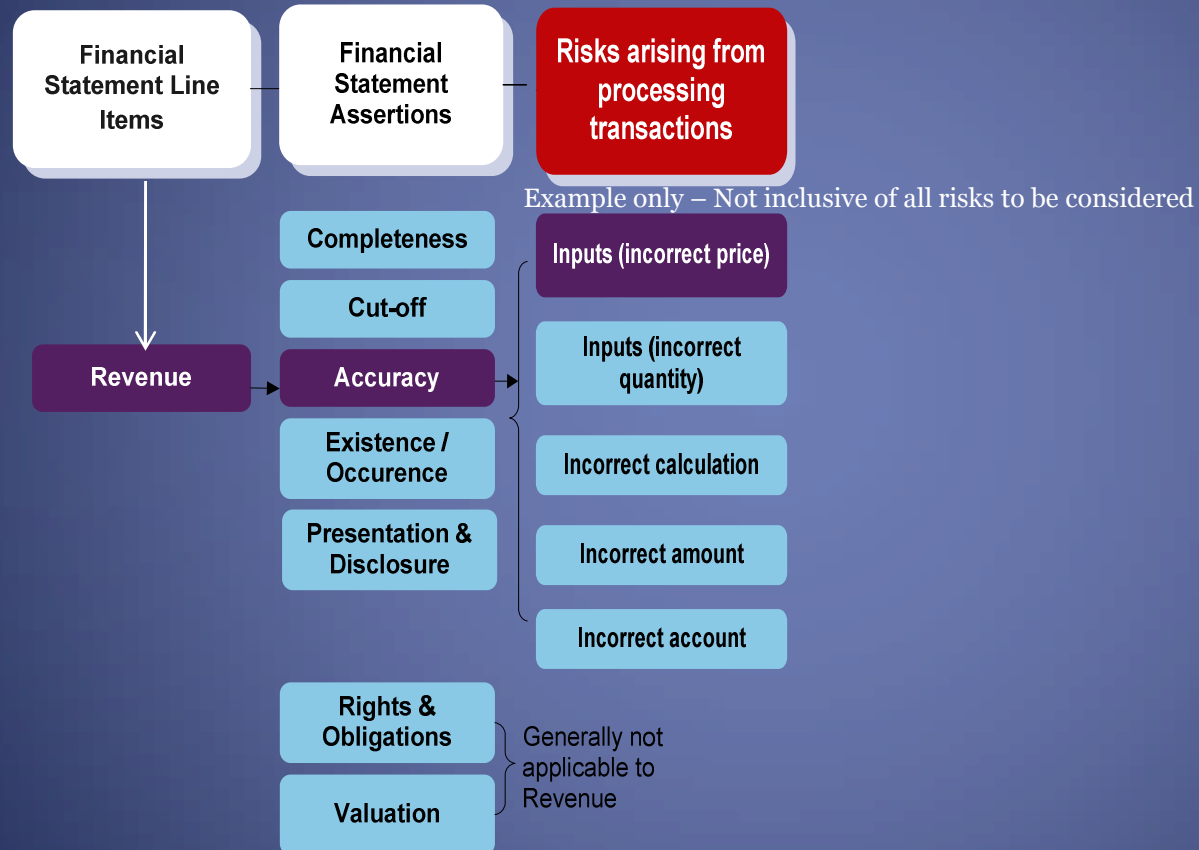 Financial
Statement Line
Items
Financial
Statement
Assertions
Risks arising from
processing
transactions
Example only – Not inclusive of all risks to be considered
Completeness
Cut-off
Revenue
Accuracy
Existence /
Occurence
Presentation &
Disclosure
Inputs (incorrect price)
Inputs (incorrect
quantity)
Incorrect calculation
Incorrect amount
Incorrect account
Rights &
Obligations
Valuation
Generally not
applicable to
Revenue